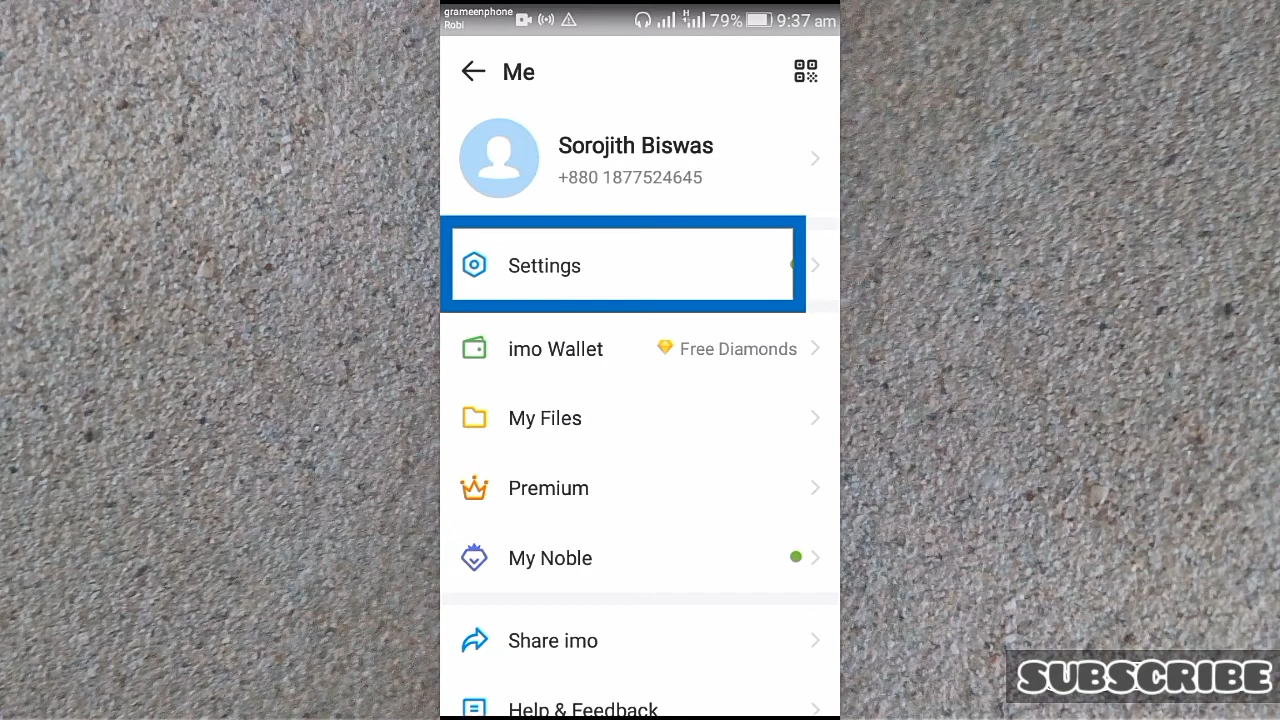 grameenphone
Robi
79% 9:37 am
Me
Sorojith Biswas
+880 1877524645
Settings
imo Wallet Free Diamonds
My Files
Premium
My Noble
Share imo
Help & Feedback
SUBSCRIBE